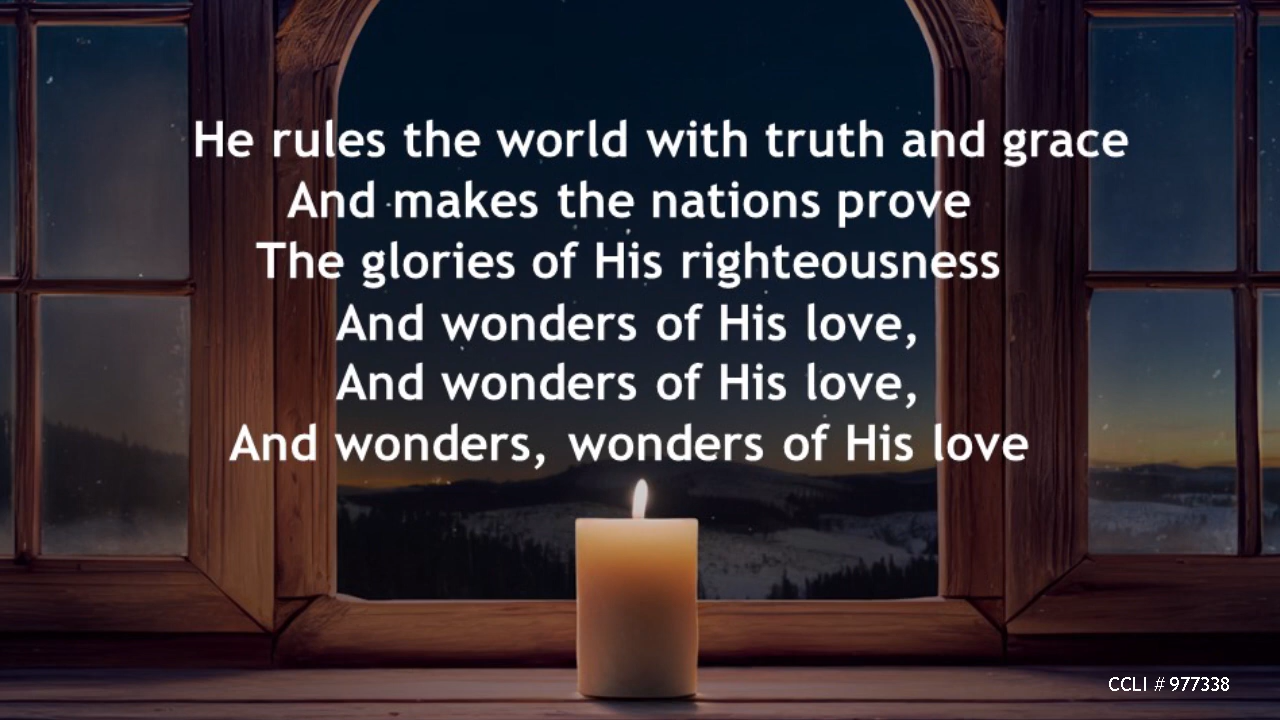 He rules the world with truth and grace
And makes the nations prove
The glories of His righteousness
And wonders of His love,
And wonders of His love,
And wonders, wonders of His love
CCLI # 977338